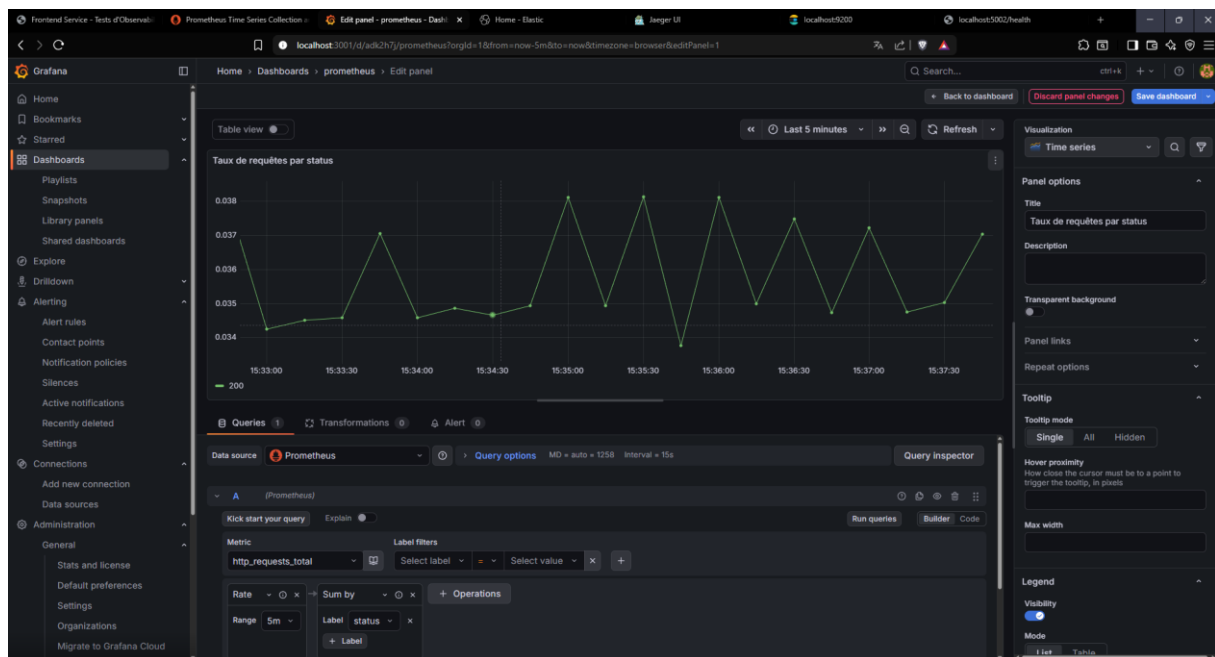 Frontend Service - Tests d'Observabi
Prometheus Time Series Collection a
Edit panel - prometheus - Dashl
Home - Elastic
Jaeger UI
localhost:9200
localhost:5002/health
localhost:3001/d/adk2h7j/prometheus?orgId=1&from=now-5m&to=now&timezone=browser&editPanel=1
Grafana
Home > Dashboards > prometheus > Edit panel
Search...
ctrl+k
Back to dashboard
Discard panel changes
Save dashboard
Home
Bookmarks
Starred
Dashboards
Playlists
Snapshots
Library panels
Shared dashboards
Explore
Drilldown
Alerting
Alert rules
Contact points
Notification policies
Silences
Active notifications
Recently deleted
Settings
Connections
Add new connection
Data sources
Administration
General
Stats and license
Default preferences
Settings
Organizations
Migrate to Grafana Cloud
Table view
Last 5 minutes
Refresh
Taux de requêtes par status
0.038
0.037
0.036
0.035
0.034
15:33:00 15:33:30 15:34:00 15:34:30 15:35:00 15:35:30 15:36:00 15:36:30 15:37:00 15:37:30
200
Queries 1 Transformations 0 Alert 0
Data source Prometheus Query options MD = auto = 1258 Interval = 15s Query inspector
A (Prometheus)
Kick start your query Explain Run queries Builder Code
Metric Label filters
http_requests_total Select label = Select value
Rate Sum by + Operations
Range 5m Label status
+ Label
Visualization
Time series
Panel options
Title
Taux de requêtes par status
Description
Transparent background
Panel links
Repeat options
Tooltip
Tooltip mode
Single All Hidden
Hover proximity
How close the cursor must be to a point to
trigger the tooltip, in pixels
Max width
Legend
Visibility
Mode
List Table